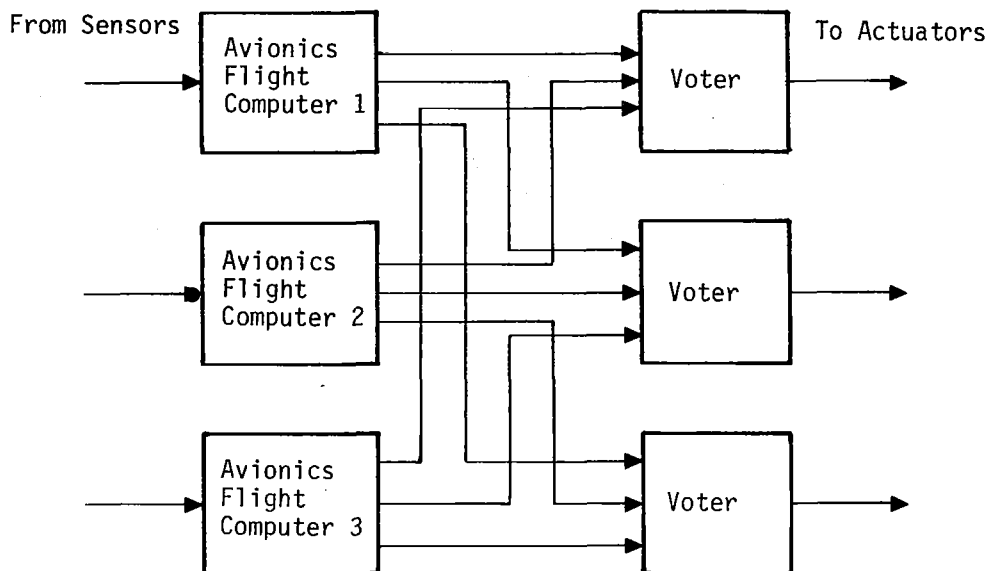 From Sensors
To Actuators
Avionics
Flight
Computer 1
Voter
Avionics
Flight
Computer 2
Voter
Avionics
Flight
Computer 3
Voter